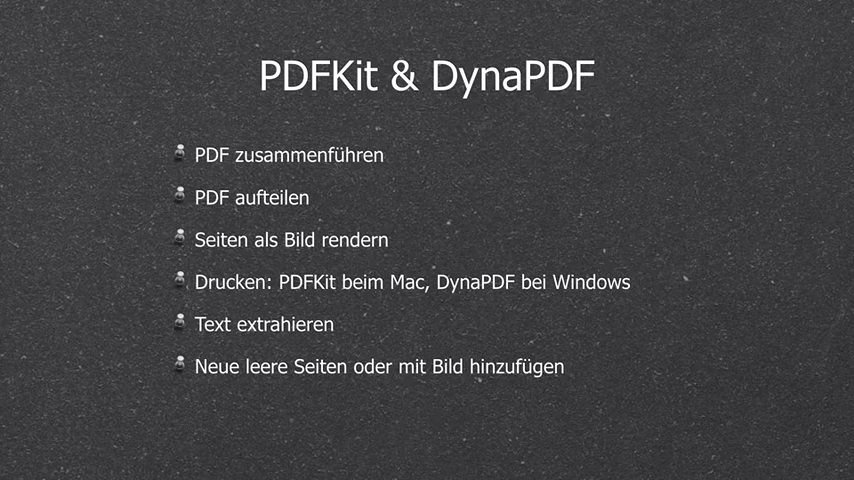 PDFKit & DynaPDF
PDF zusammenführen
PDF aufteilen
Seiten als Bild rendern
Drucken: PDFKit beim Mac, DynaPDF bei Windows
Text extrahieren
Neue leere Seiten oder mit Bild hinzufügen